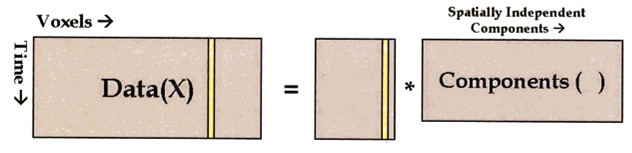 Voxels →
Time →
Data(X)
=
*
Spatially Independent
Components →
Components ( )